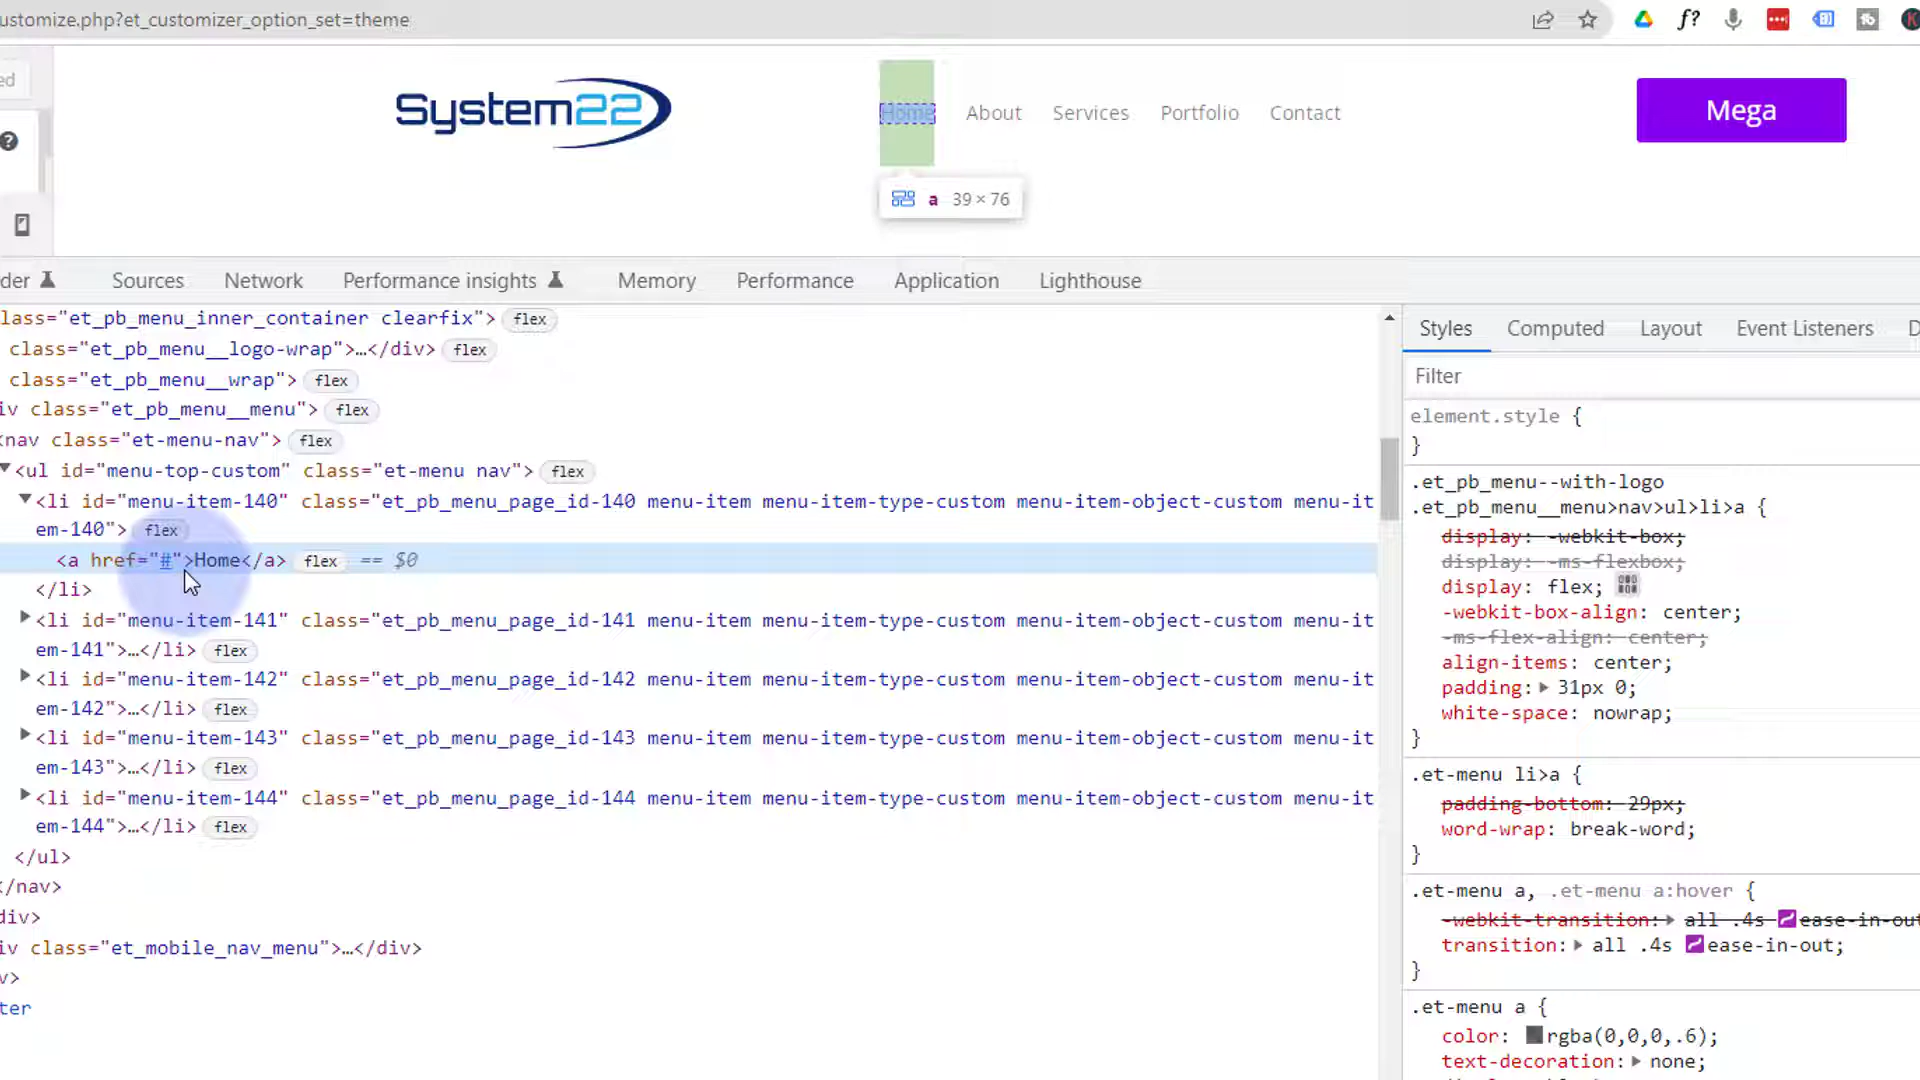 ustomize.php?et_customizer_option_set=theme
f?
ed
?
System22
Home
About
Services
Portfolio
Contact
Mega
a 39 × 76
der
Sources
Network
Performance insights
Memory
Performance
Application
Lighthouse
lass="et_pb_menu_inner_container clearfix"> flex
class="et_pb_menu__logo-wrap">…</div> flex
class="et_pb_menu__wrap"> flex
iv class="et_pb_menu__menu"> flex
<nav class="et-menu-nav"> flex
<ul id="menu-top-custom" class="et-menu nav"> flex
<li id="menu-item-140" class="et_pb_menu_page_id-140 menu-item menu-item-type-custom menu-item-object-custom menu-it
em-140"> flex
<a href="#">Home</a> flex == $0
</li>
<li id="menu-item-141" class="et_pb_menu_page_id-141 menu-item menu-item-type-custom menu-item-object-custom menu-it
em-141">…</li> flex
<li id="menu-item-142" class="et_pb_menu_page_id-142 menu-item menu-item-type-custom menu-item-object-custom menu-it
em-142">…</li> flex
<li id="menu-item-143" class="et_pb_menu_page_id-143 menu-item menu-item-type-custom menu-item-object-custom menu-it
em-143">…</li> flex
<li id="menu-item-144" class="et_pb_menu_page_id-144 menu-item menu-item-type-custom menu-item-object-custom menu-it
em-144">…</li> flex
</ul>
</nav>
div>
iv class="et_mobile_nav_menu">…</div>
v>
ter
Styles
Computed
Layout
Event Listeners
D
Filter
element.style {
}
.et_pb_menu--with-logo
.et_pb_menu__menu>nav>ul>li>a {
display: -webkit-box;
display: -ms-flexbox;
display: flex;
-webkit-box-align: center;
-ms-flex-align: center;
align-items: center;
padding: 31px 0;
white-space: nowrap;
}
.et-menu li>a {
padding-bottom: 29px;
word-wrap: break-word;
}
.et-menu a, .et-menu a:hover {
-webkit-transition: all .4s ease-in-out
transition: all .4s ease-in-out;
}
.et-menu a {
color: rgba(0,0,0,.6);
text-decoration: none;